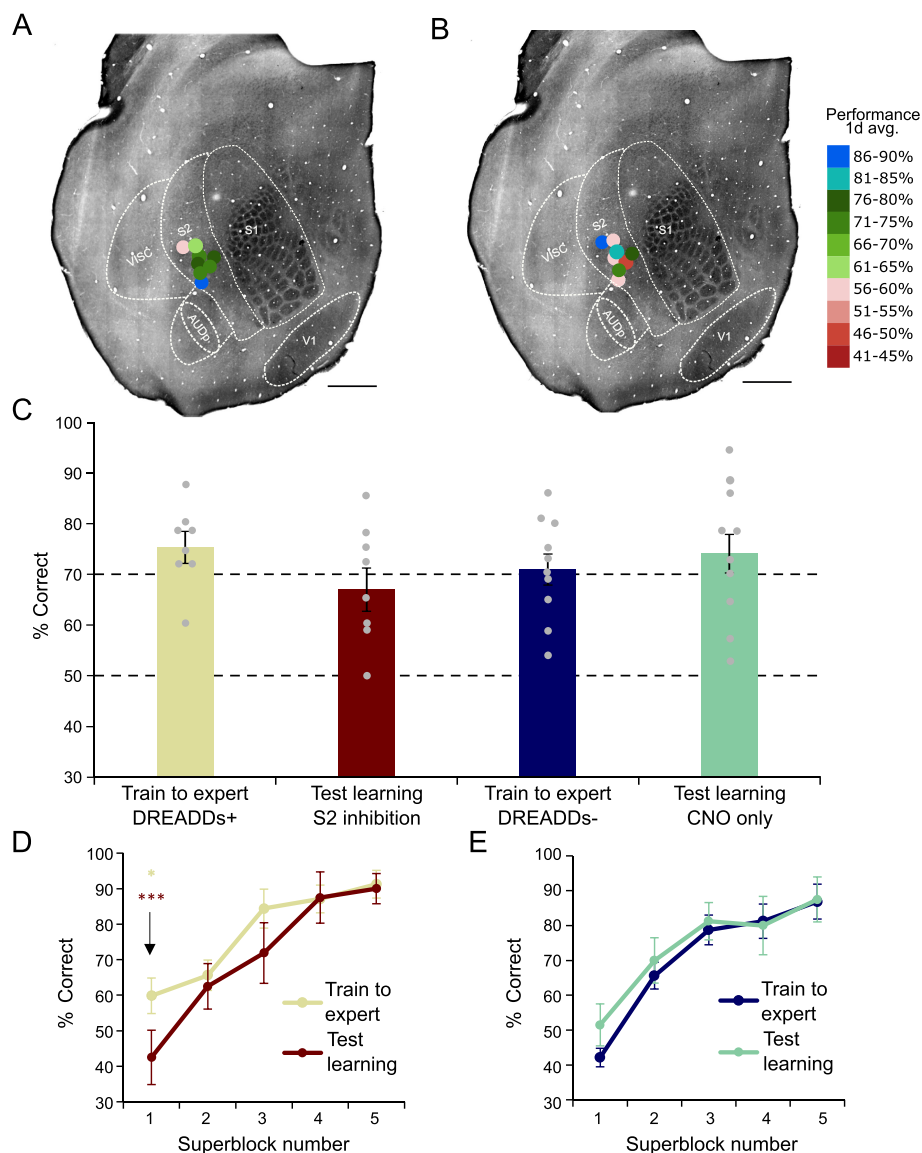 A
B
VISC
S2
S1
AUDp
V1
VISC
S2
S1
AUDp
V1
Performance
1d avg.
86-90%
81-85%
76-80%
71-75%
66-70%
61-65%
56-60%
51-55%
46-50%
41-45%
C
100
90
80
70
60
50
40
30
% Correct
Train to expert
DREADDs+
Test learning
S2 inhibition
Train to expert
DREADDs-
Test learning
CNO only
D
100
90
80
70
60
50
40
30
% Correct
*
***
Train to
expert
Test
learning
1 2 3 4 5
Superblock number
E
100
90
80
70
60
50
40
30
% Correct
Train to
expert
Test
learning
1 2 3 4 5
Superblock number